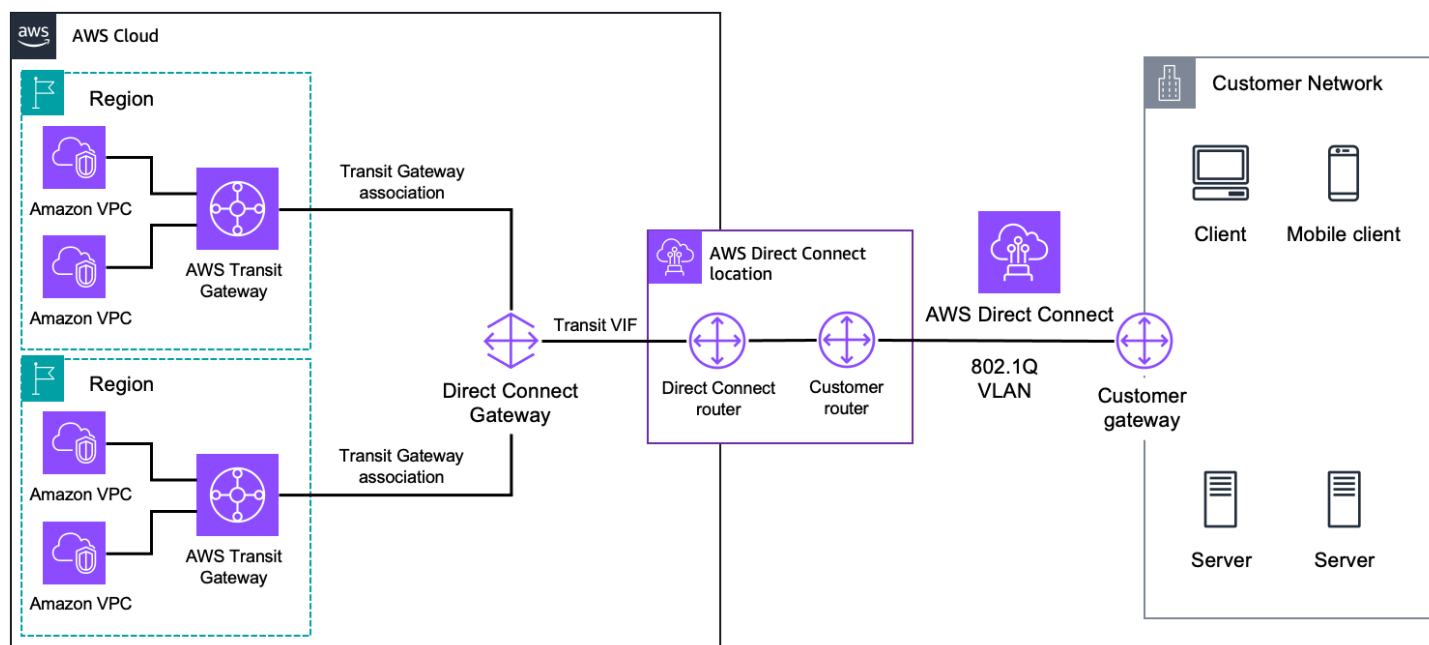 aws
AWS Cloud
Region
Amazon VPC
Amazon VPC
AWS Transit
Gateway
Transit Gateway
association
Region
Amazon VPC
Amazon VPC
AWS Transit
Gateway
Transit Gateway
association
Direct Connect
Gateway
Transit VIF
AWS Direct Connect
location
Direct Connect
router
Customer
router
AWS Direct Connect
802.1Q
VLAN
Customer
gateway
Customer Network
Client
Mobile client
Server
Server